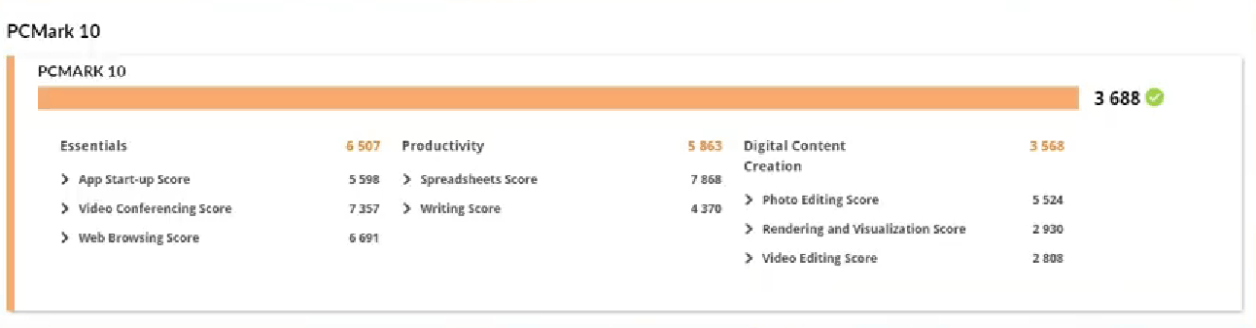 PCMark 10
PCMARK 10
3 688
Essentials 6 507
App Start-up Score 5 598
Video Conferencing Score 7 357
Web Browsing Score 6 691
Productivity 5 863
Spreadsheets Score 7 868
Writing Score 4 370
Digital Content
Creation 3 568
Photo Editing Score 5 524
Rendering and Visualization Score 2 930
Video Editing Score 2 808